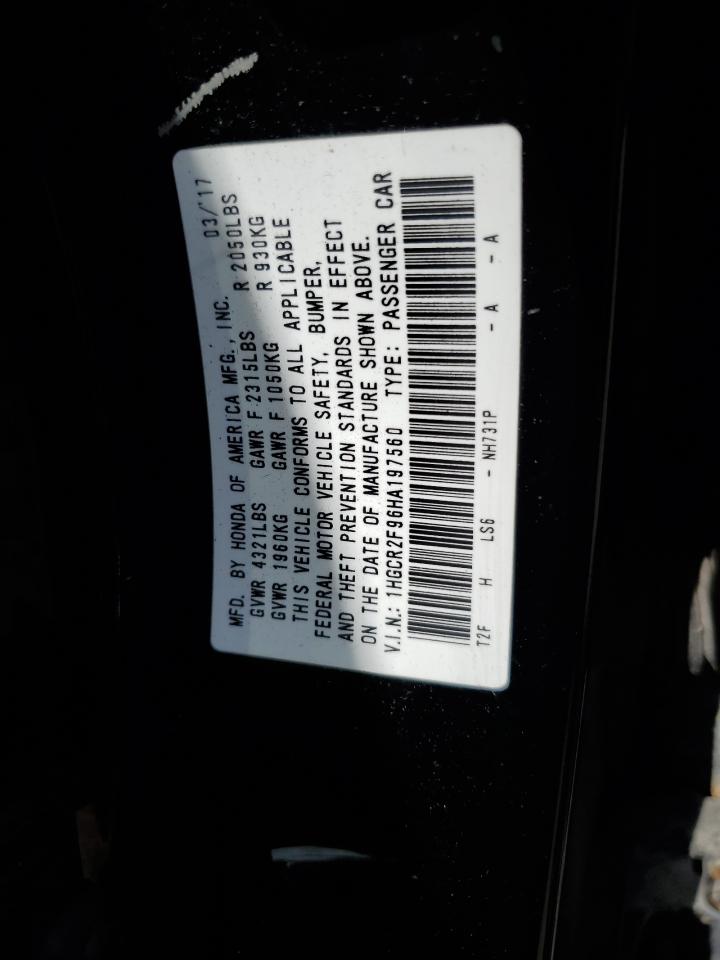 MFD. BY HONDA OF AMERICA MFG., INC. 03/'17
GVWR 4321LBS GAWR F 2315LBS R 2050LBS
GVWR 1960KG GAWR F 1050KG R 930KG
THIS VEHICLE CONFORMS TO ALL APPLICABLE
FEDERAL MOTOR VEHICLE SAFETY, BUMPER,
AND THEFT PREVENTION STANDARDS IN EFFECT
ON THE DATE OF MANUFACTURE SHOWN ABOVE.
V.I.N.: 1HGCR2F96HA197560 TYPE: PASSENGER CAR
T2F H LS6 - NH731P - A - A